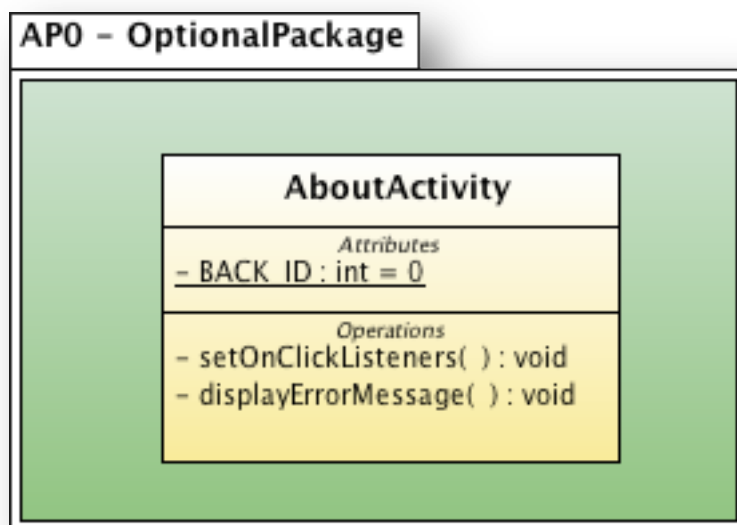 AP0 – OptionalPackage
AboutActivity
Attributes
– BACK_ID : int = 0
Operations
– setOnClickListeners( ) : void
– displayErrorMessage( ) : void